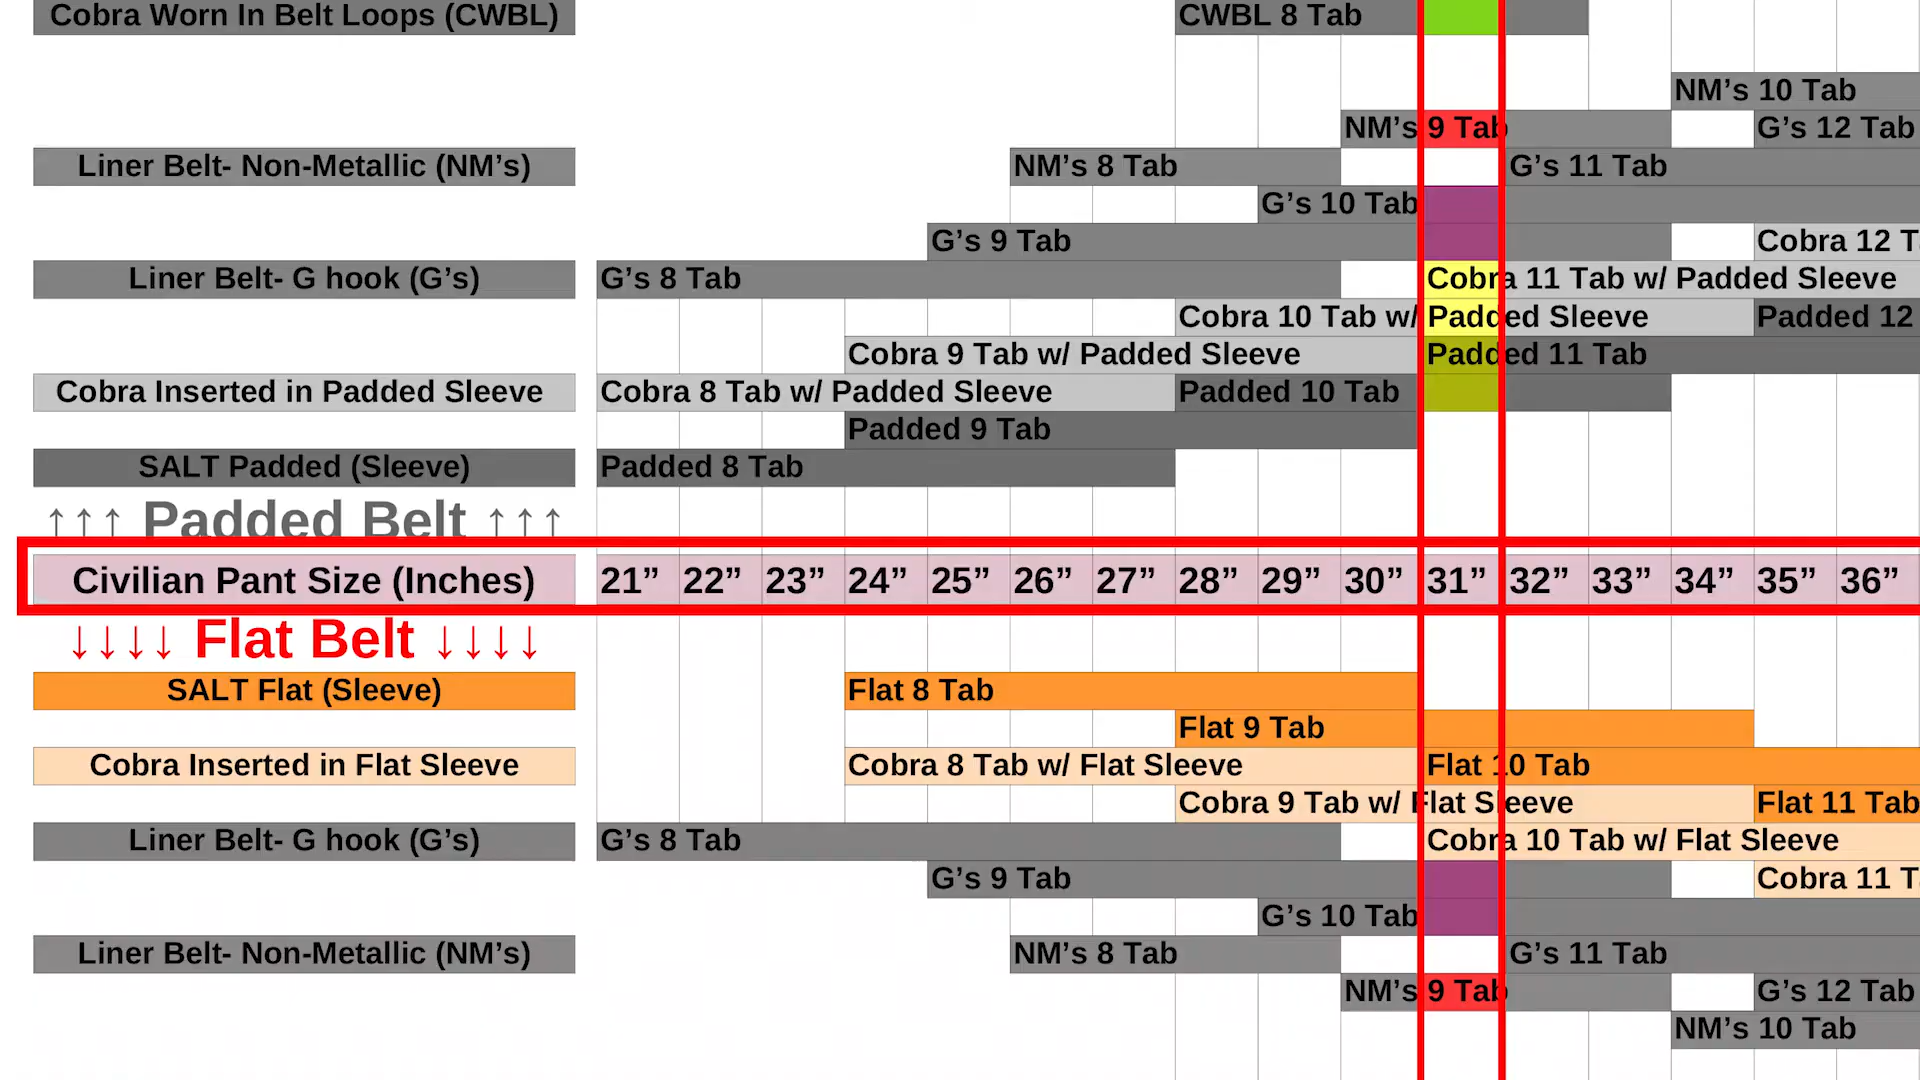 Cobra Worn In Belt Loops (CWBL) CWBL 8 Tab
NM’s 10 Tab
NM’s 9 Tab G’s 12 Tab
Liner Belt- Non-Metallic (NM’s) NM’s 8 Tab G’s 11 Tab
G’s 10 Tab
G’s 9 Tab Cobra 12
Liner Belt- G hook (G’s) G’s 8 Tab Cobra 11 Tab w/ Padded Sleeve
Cobra 10 Tab w/ Padded Sleeve Padded 12
Cobra 9 Tab w/ Padded Sleeve Padded 11 Tab
Cobra Inserted in Padded Sleeve Cobra 8 Tab w/ Padded Sleeve Padded 10 Tab
Padded 9 Tab
SALT Padded (Sleeve) Padded 8 Tab
↑↑↑ Padded Belt ↑↑↑
Civilian Pant Size (Inches) 21” 22” 23” 24” 25” 26” 27” 28” 29” 30” 31” 32” 33” 34” 35” 36”
↓↓↓↓ Flat Belt ↓↓↓↓
SALT Flat (Sleeve) Flat 8 Tab
Flat 9 Tab
Cobra Inserted in Flat Sleeve Cobra 8 Tab w/ Flat Sleeve Flat 10 Tab
Cobra 9 Tab w/ Flat Sleeve Flat 11 Tab
Liner Belt- G hook (G’s) G’s 8 Tab Cobra 10 Tab w/ Flat Sleeve
G’s 9 Tab Cobra 11
G’s 10 Tab
Liner Belt- Non-Metallic (NM’s) NM’s 8 Tab G’s 11 Tab
NM’s 9 Tab G’s 12 Tab
NM’s 10 Tab